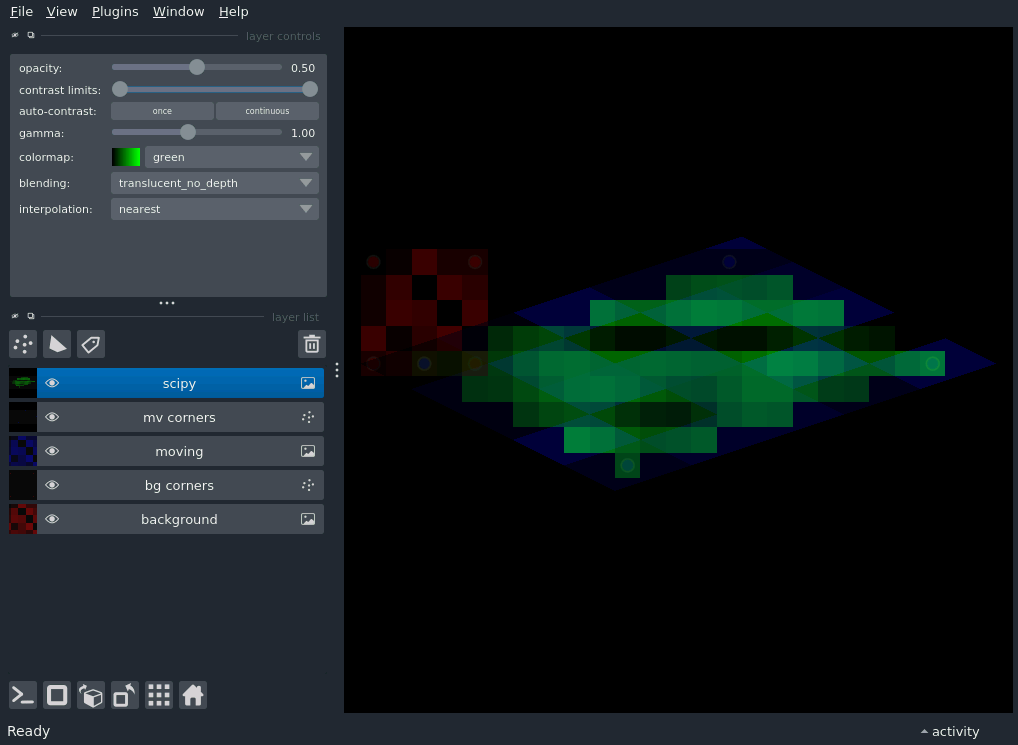 File View Plugins Window Help
layer controls
opacity: 0.50
contrast limits:
auto-contrast: once continuous
gamma: 1.00
colormap: green
blending: translucent_no_depth
interpolation: nearest
layer list
scipy
mv corners
moving
bg corners
background
Ready activity